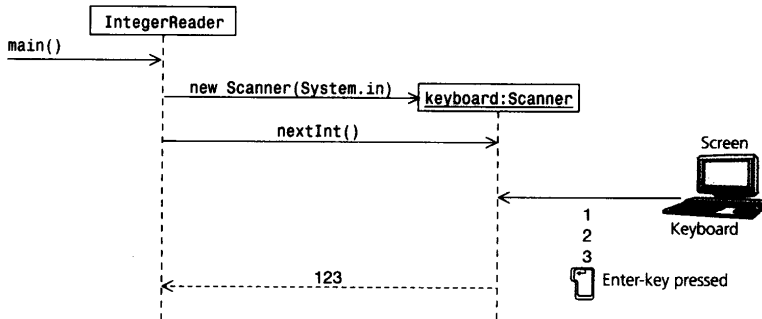 IntegerReader
main()
new Scanner(System.in)
keyboard:Scanner
nextInt()
Screen
Keyboard
1
2
3
Enter-key pressed
123